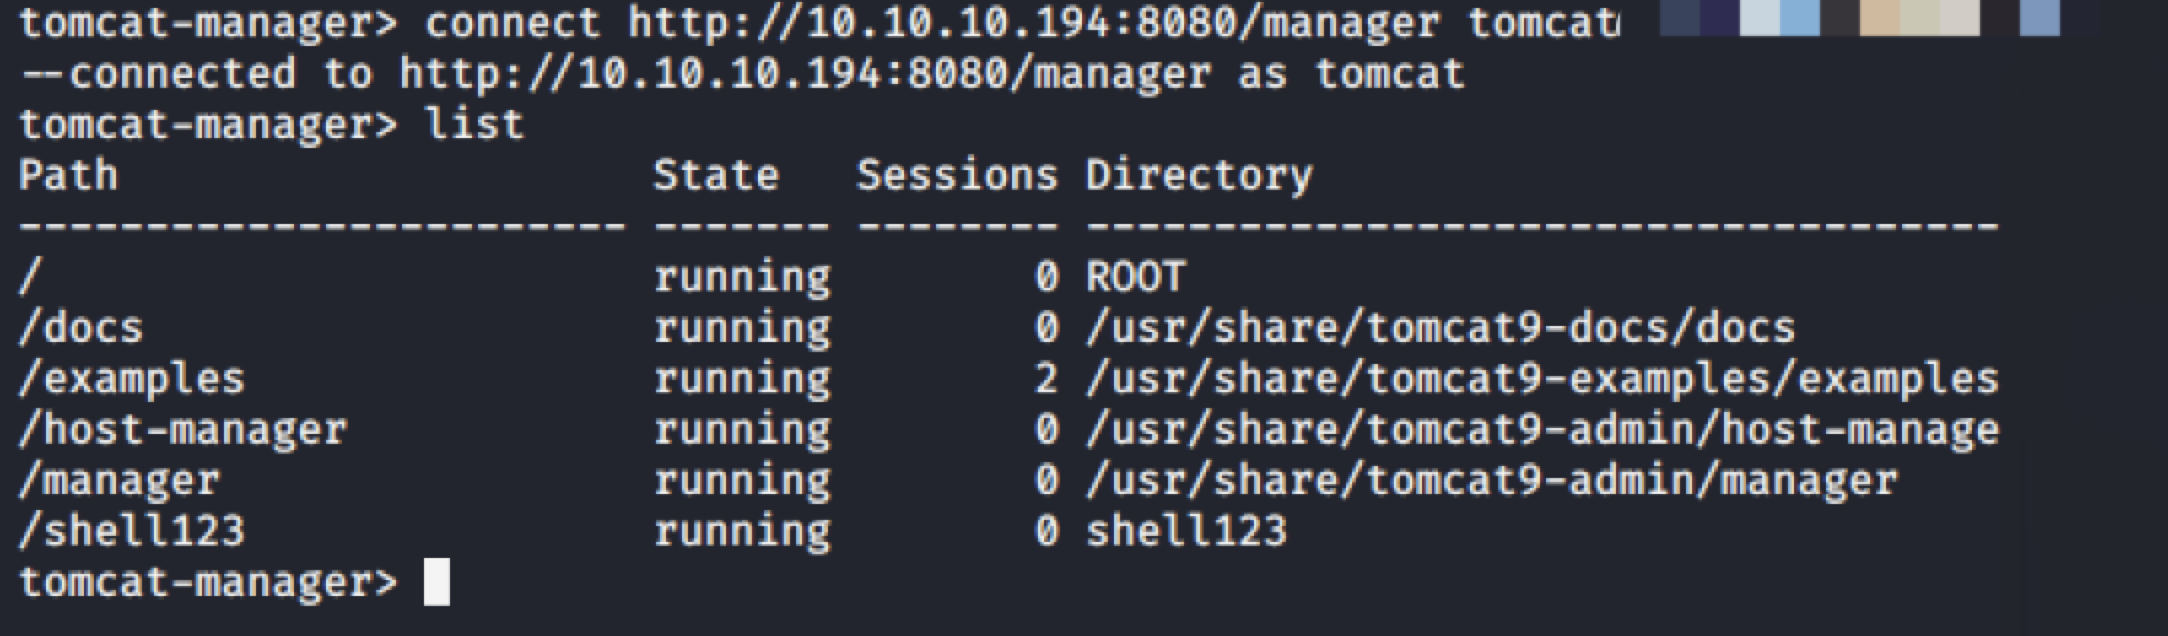 tomcat-manager> connect http://10.10.10.194:8080/manager tomcat
--connected to http://10.10.10.194:8080/manager as tomcat
tomcat-manager> list
Path                     State   Sessions Directory
------------------------ ------- -------- ------------------------------------
/                        running        0 ROOT
/docs                    running        0 /usr/share/tomcat9-docs/docs
/examples                running        2 /usr/share/tomcat9-examples/examples
/host-manager            running        0 /usr/share/tomcat9-admin/host-manage
/manager                 running        0 /usr/share/tomcat9-admin/manager
/shell123                running        0 shell123
tomcat-manager>